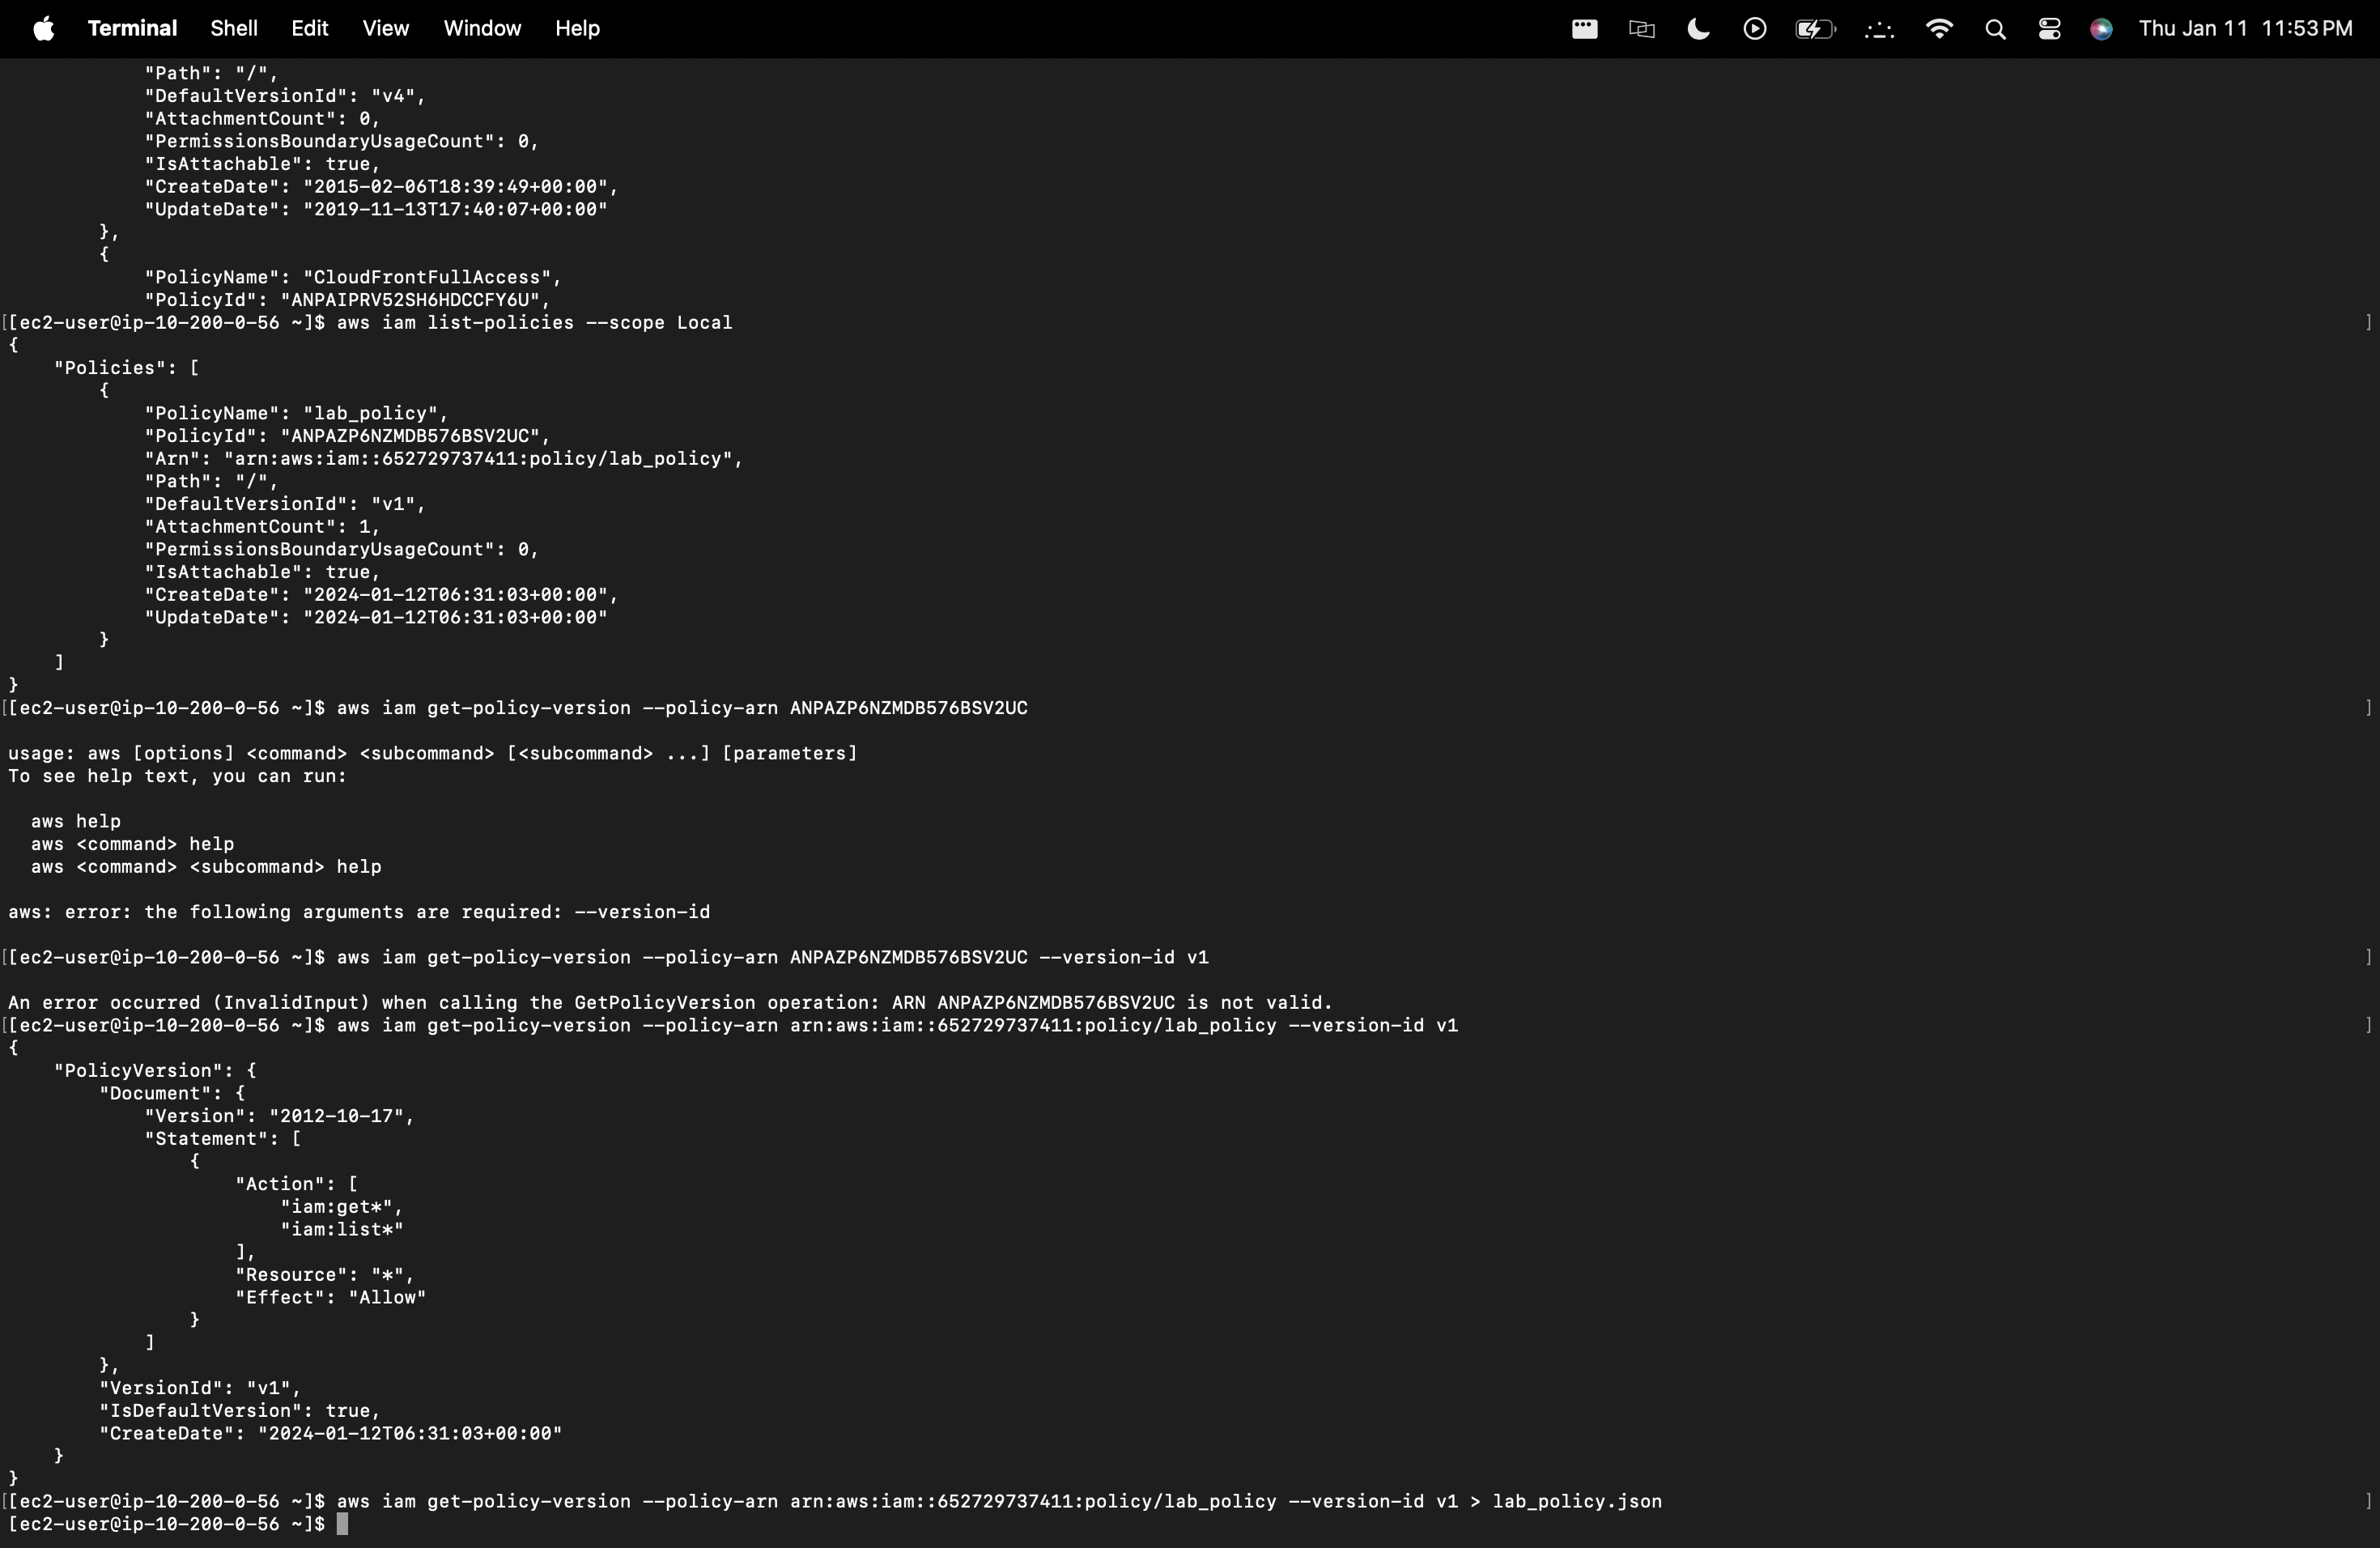 Terminal Shell Edit View Window Help Thu Jan 11 11:53 PM
            "Path": "/",
            "DefaultVersionId": "v4",
            "AttachmentCount": 0,
            "PermissionsBoundaryUsageCount": 0,
            "IsAttachable": true,
            "CreateDate": "2015-02-06T18:39:49+00:00",
            "UpdateDate": "2019-11-13T17:40:07+00:00"
        },
        {
            "PolicyName": "CloudFrontFullAccess",
            "PolicyId": "ANPAIPRV52SH6HDCCFY6U",
[[ec2-user@ip-10-200-0-56 ~]$ aws iam list-policies --scope Local ]
{
    "Policies": [
        {
            "PolicyName": "lab_policy",
            "PolicyId": "ANPAZP6NZMDB576BSV2UC",
            "Arn": "arn:aws:iam::652729737411:policy/lab_policy",
            "Path": "/",
            "DefaultVersionId": "v1",
            "AttachmentCount": 1,
            "PermissionsBoundaryUsageCount": 0,
            "IsAttachable": true,
            "CreateDate": "2024-01-12T06:31:03+00:00",
            "UpdateDate": "2024-01-12T06:31:03+00:00"
        }
    ]
}
[[ec2-user@ip-10-200-0-56 ~]$ aws iam get-policy-version --policy-arn ANPAZP6NZMDB576BSV2UC ]
usage: aws [options] <command> <subcommand> [<subcommand> ...] [parameters]
To see help text, you can run:
  aws help
  aws <command> help
  aws <command> <subcommand> help
aws: error: the following arguments are required: --version-id
[[ec2-user@ip-10-200-0-56 ~]$ aws iam get-policy-version --policy-arn ANPAZP6NZMDB576BSV2UC --version-id v1 ]
An error occurred (InvalidInput) when calling the GetPolicyVersion operation: ARN ANPAZP6NZMDB576BSV2UC is not valid.
[[ec2-user@ip-10-200-0-56 ~]$ aws iam get-policy-version --policy-arn arn:aws:iam::652729737411:policy/lab_policy --version-id v1 ]
{
    "PolicyVersion": {
        "Document": {
            "Version": "2012-10-17",
            "Statement": [
                {
                    "Action": [
                        "iam:get*",
                        "iam:list*"
                    ],
                    "Resource": "*",
                    "Effect": "Allow"
                }
            ]
        },
        "VersionId": "v1",
        "IsDefaultVersion": true,
        "CreateDate": "2024-01-12T06:31:03+00:00"
    }
}
[[ec2-user@ip-10-200-0-56 ~]$ aws iam get-policy-version --policy-arn arn:aws:iam::652729737411:policy/lab_policy --version-id v1 > lab_policy.json ]
[ec2-user@ip-10-200-0-56 ~]$